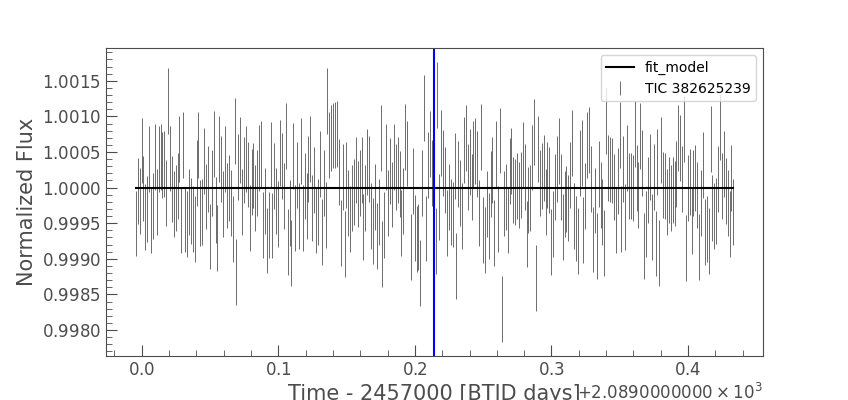 fit_model
TIC 382625239
Normalized Flux
1.0015
1.0010
1.0005
1.0000
0.9995
0.9990
0.9985
0.9980
0.0 0.1 0.2 0.3 0.4
Time - 2457000 [BTJD days]
+2.0890000000 × 10³